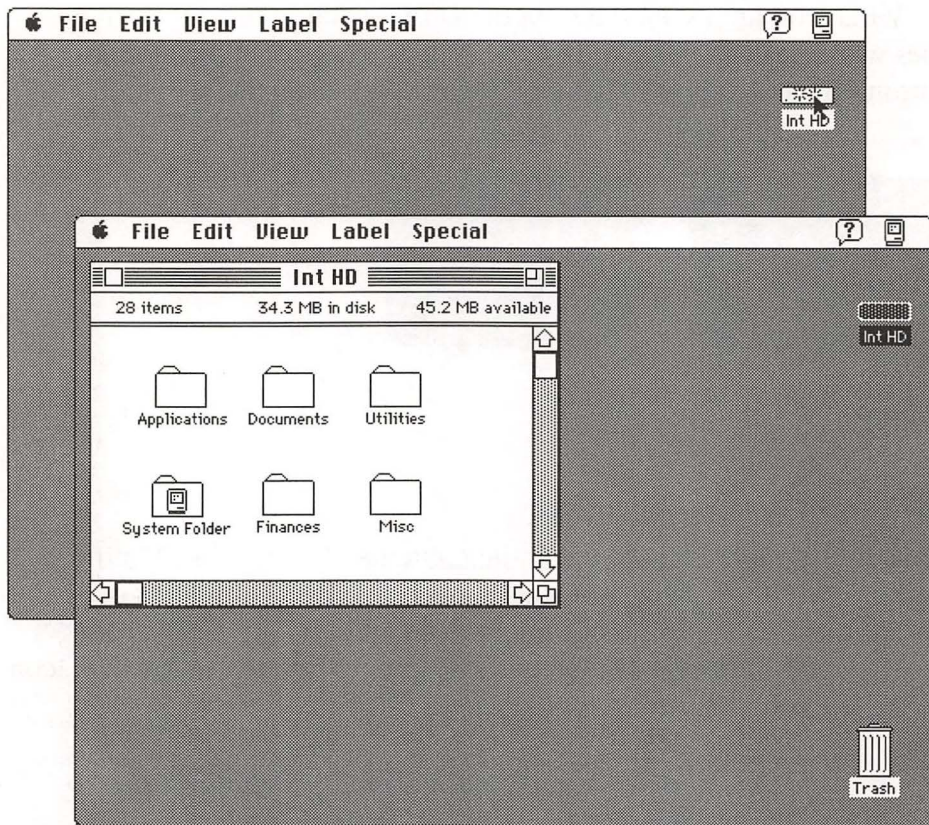 File Edit View Label Special
Int HD
File Edit View Label Special
Int HD
28 items 34.3 MB in disk 45.2 MB available
Int HD
Applications Documents Utilities
System Folder Finances Misc
Trash